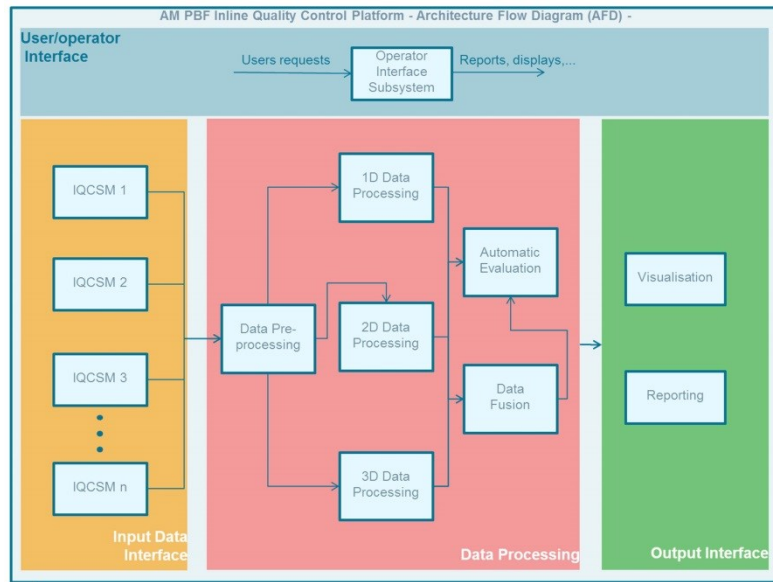 AM PBF Inline Quality Control Platform - Architecture Flow Diagram (AFD) -
User/operator
Interface
Users requests
Operator
Interface
Subsystem
Reports, displays,...
IQCSM 1
IQCSM 2
IQCSM 3
IQCSM n
Input Data
Interface
Data Pre-
processing
1D Data
Processing
2D Data
Processing
3D Data
Processing
Automatic
Evaluation
Data
Fusion
Data Processing
Visualisation
Reporting
Output Interface